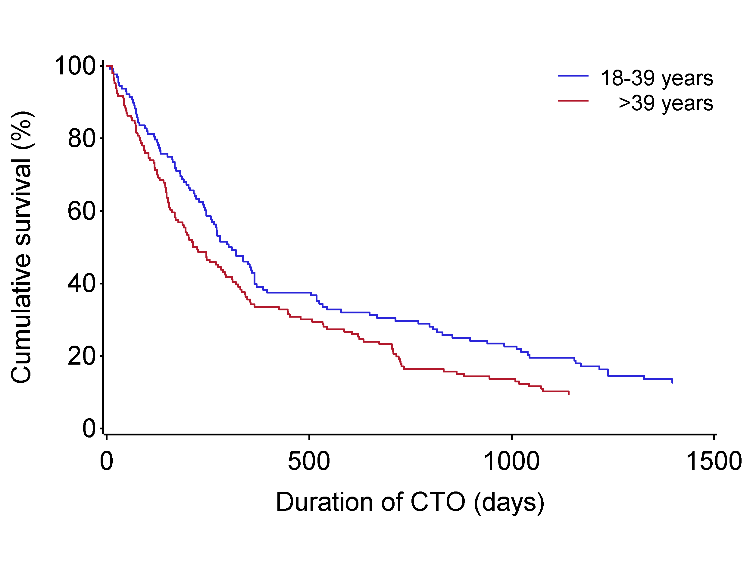 100
80
60
40
20
0
Cumulative survival (%)
18-39 years
>39 years
0 500 1000 1500
Duration of CTO (days)